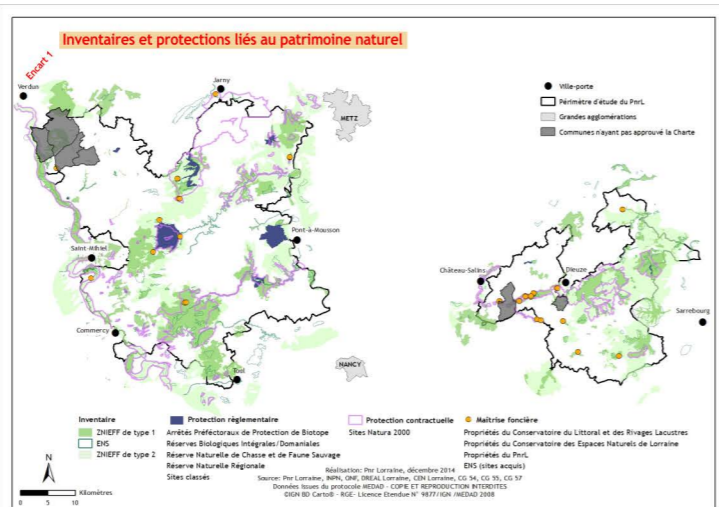 Inventaires et protections liés au patrimoine naturel
Encart 1
Verdun
Jarny
METZ
Ville-porte
Périmètre d'étude du PnrL
Grandes agglomérations
Communes n'ayant pas approuvé la Charte
Pont-à-Mousson
Saint-Mihiel
Château-Salins
Dieuze
Sarrebourg
Commercy
NANCY
Toul
Inventaire
ZNIEFF de type 1
ENS
ZNIEFF de type 2
Protection règlementaire
Arrêtés Préféctoraux de Protection de Biotope
Réserves Biologiques Intégrales/Domaniales
Réserve Naturelle de Chasse et de Faune Sauvage
Réserve Naturelle Régionale
Sites classés
Protection contractuelle
Sites Natura 2000
Maîtrise foncière
Propriétés du Conservatoire du Littoral et des Rivages Lacustres
Propriétés du Conservatoire des Espaces Naturels de Lorraine
Propriétés du PnrL
ENS (sites acquis)
N
0 5 10 Kilomètres
Réalisation: Pnr Lorraine, décembre 2014
Source: Pnr Lorraine, INPN, ONF, DREAL Lorraine, CEN Lorraine, CG 54, CG 55, CG 57
Données issues du protocole MEDAD - COPIE ET REPRODUCTION INTERDITES
©IGN BD Carto® - RGE- Licence Etendue N° 9877/IGN /MEDAD 2008